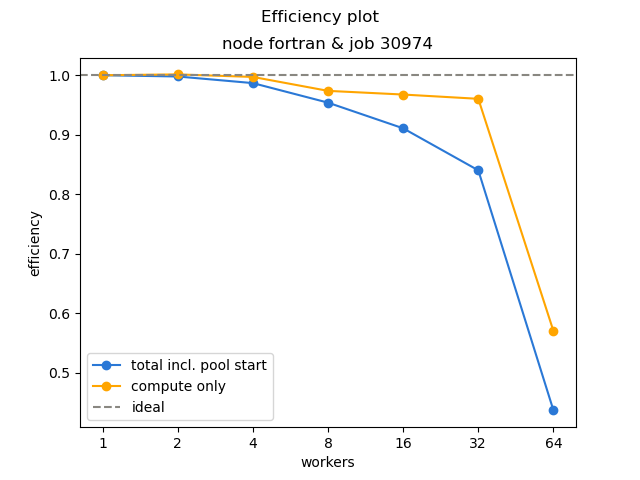 Efficiency plot
node fortran & job 30974
1.0
0.9
0.8
0.7
0.6
0.5
efficiency
total incl. pool start
compute only
ideal
1 2 4 8 16 32 64
workers